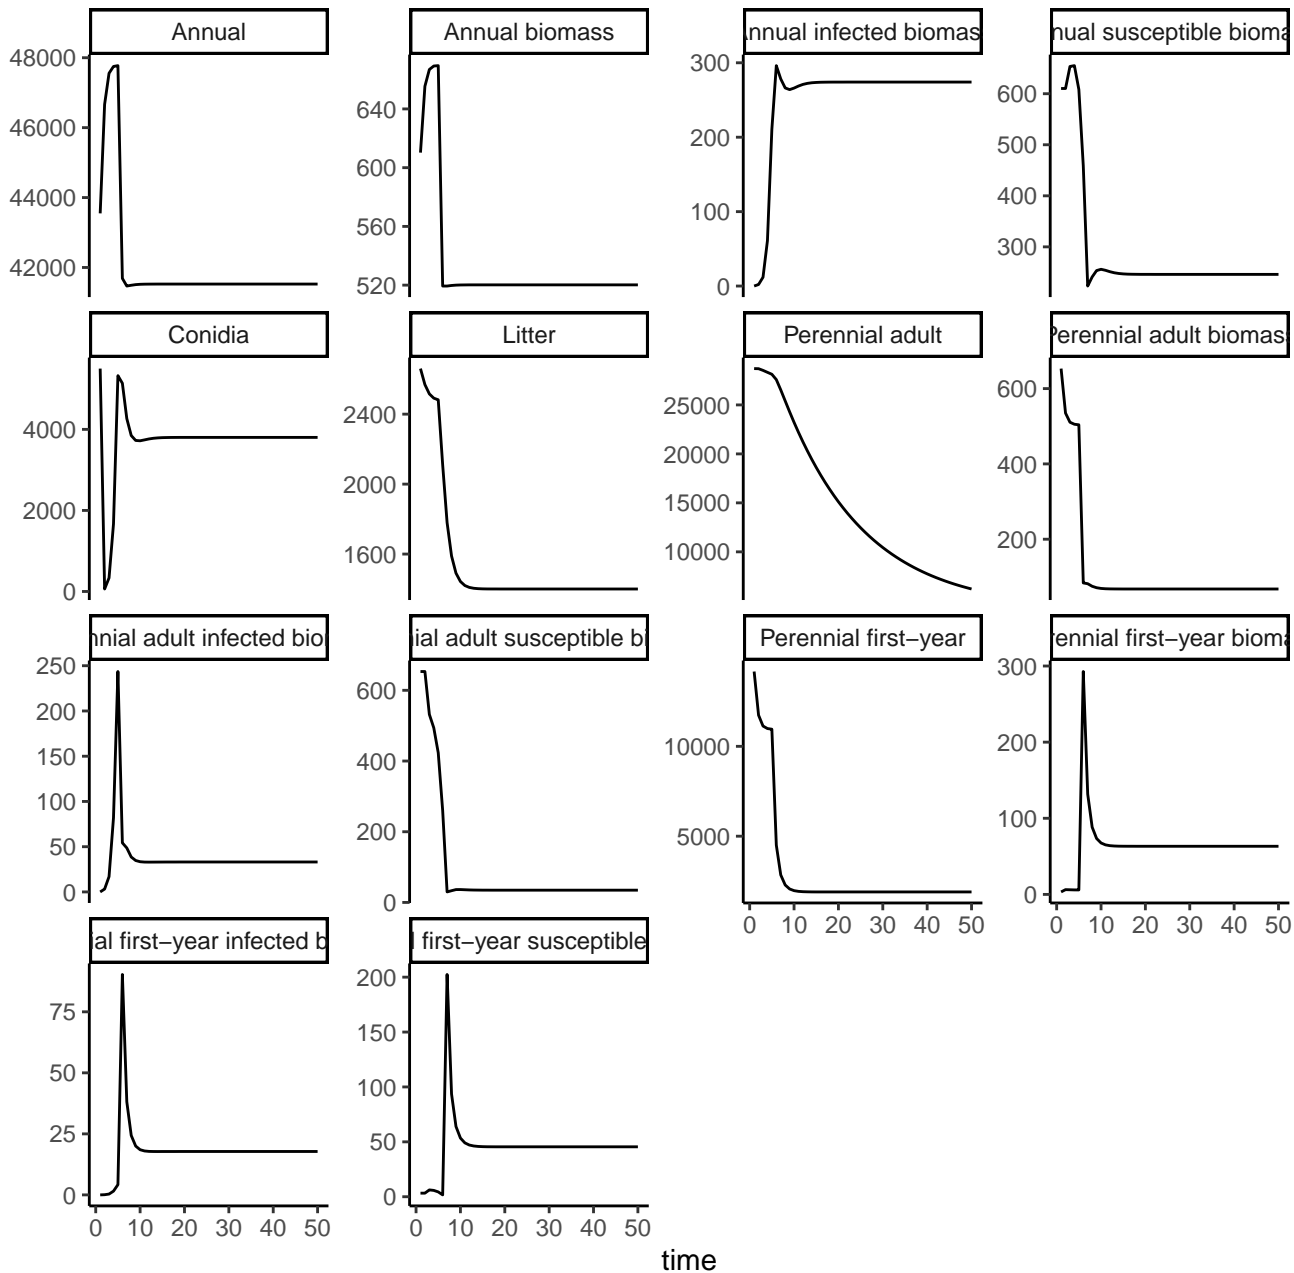 Annual
Annual biomass
Annual infected biomas
nual susceptible bioma
48000
46000
44000
42000
640
600
560
520
300
200
100
0
600
500
400
300
Conidia
Litter
Perennial adult
Perennial adult biomas
4000
2000
0
2400
2000
1600
25000
20000
15000
10000
600
400
200
nnial adult infected bior
nial adult susceptible bi
Perennial first−year
rennial first−year bioma
250
200
150
100
50
0
600
400
200
0
10000
5000
300
200
100
0
0 10 20 30 40 50
0 10 20 30 40 50
ial first−year infected b
l first−year susceptible
75
50
25
0
200
150
100
50
0
0 10 20 30 40 50
0 10 20 30 40 50
time